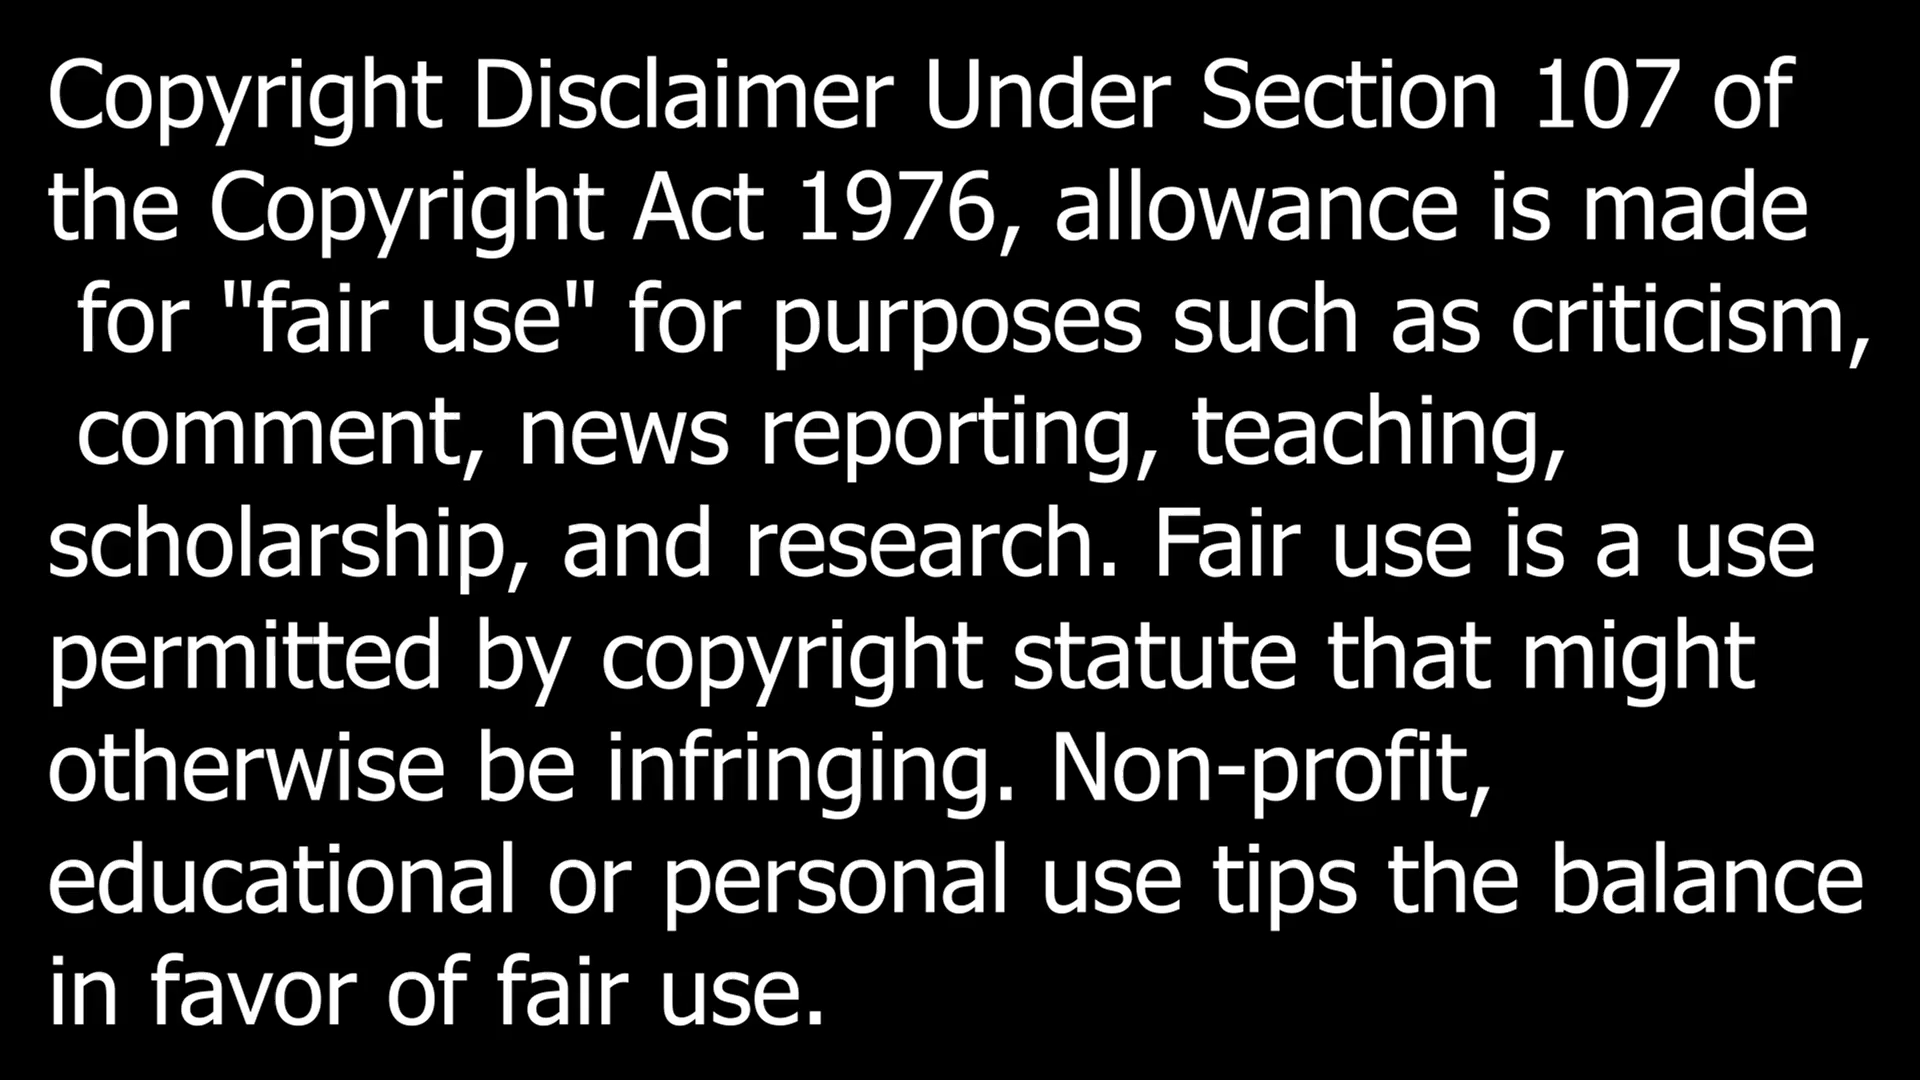 Copyright Disclaimer Under Section 107 of
the Copyright Act 1976, allowance is made
for "fair use" for purposes such as criticism,
comment, news reporting, teaching,
scholarship, and research. Fair use is a use
permitted by copyright statute that might
otherwise be infringing. Non-profit,
educational or personal use tips the balance
in favor of fair use.